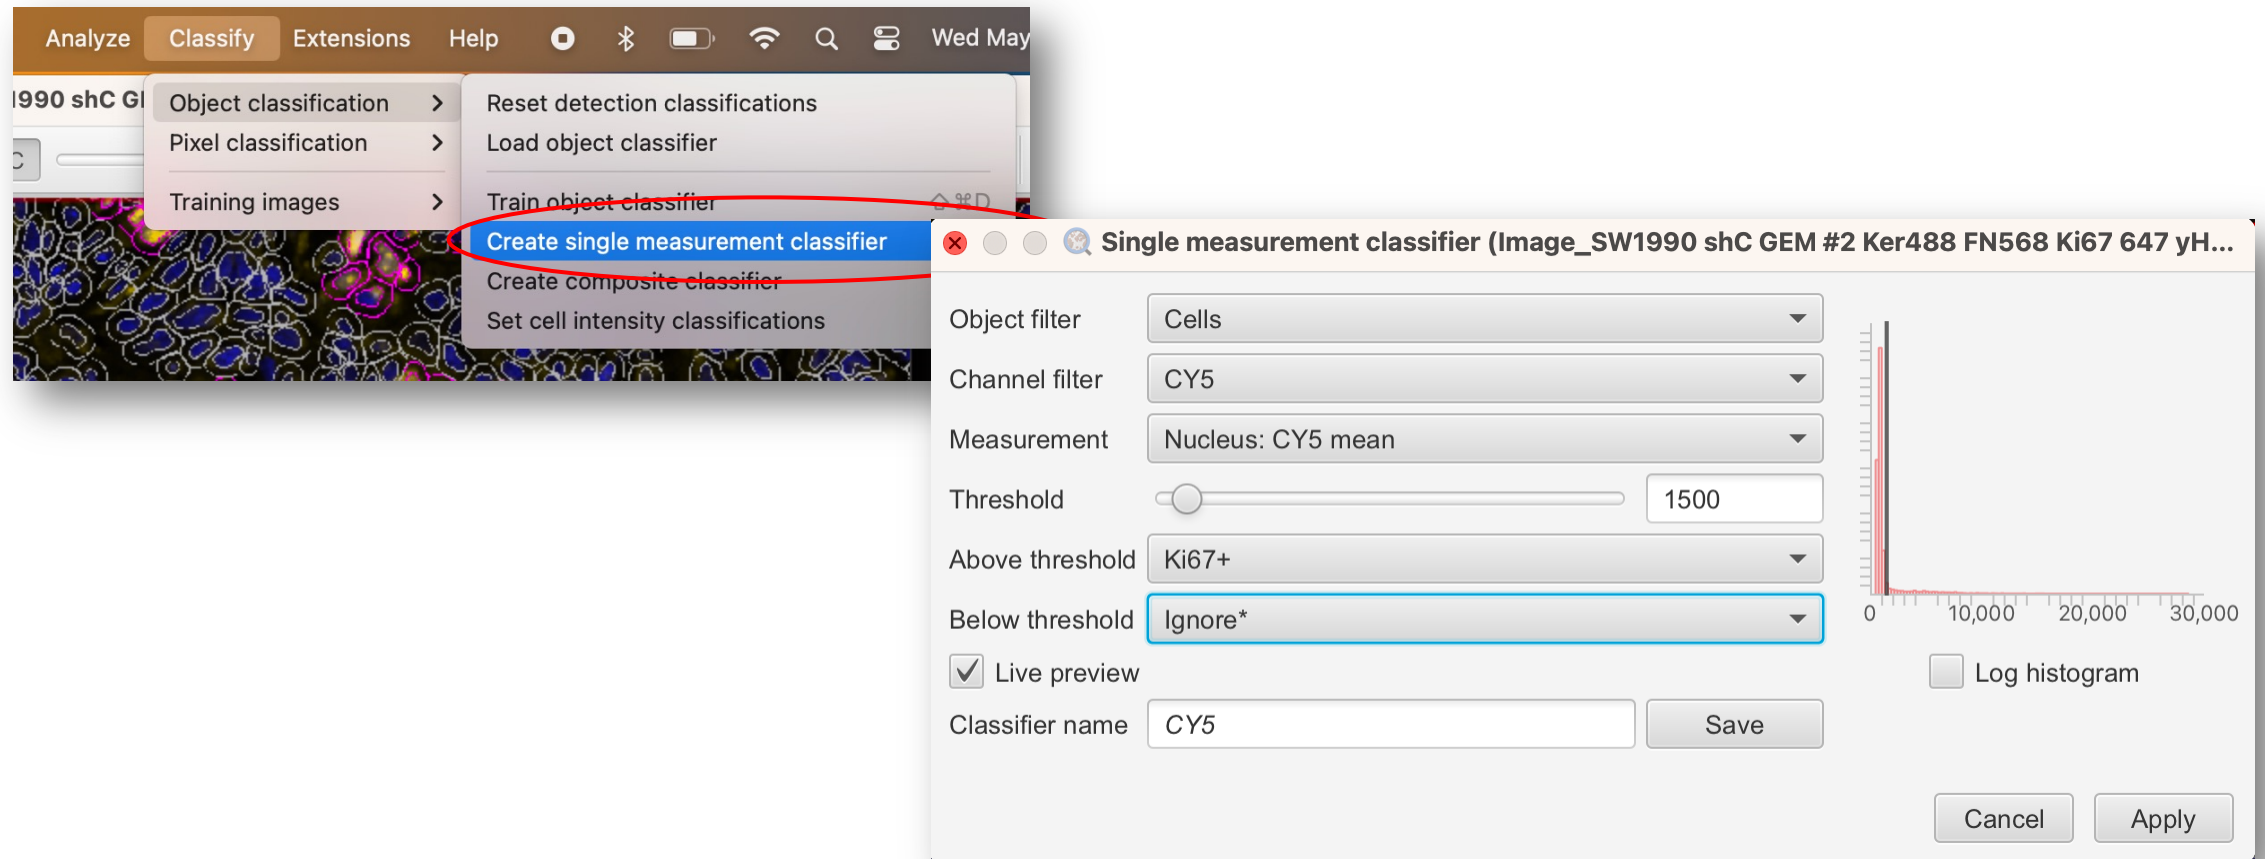 Analyze Classify Extensions Help Wed May
1990 shC GI
C
Object classification
Pixel classification
Training images
Reset detection classifications
Load object classifier
Train object classifier ⇧⌘D
Create single measurement classifier
Create composite classifier
Set cell intensity classifications
Single measurement classifier (Image_SW1990 shC GEM #2 Ker488 FN568 Ki67 647 yH...
Object filter Cells
Channel filter CY5
Measurement Nucleus: CY5 mean
Threshold 1500
Above threshold Ki67+
Below threshold Ignore*
0 10,000 20,000 30,000
Live preview
Log histogram
Classifier name CY5 Save
Cancel Apply